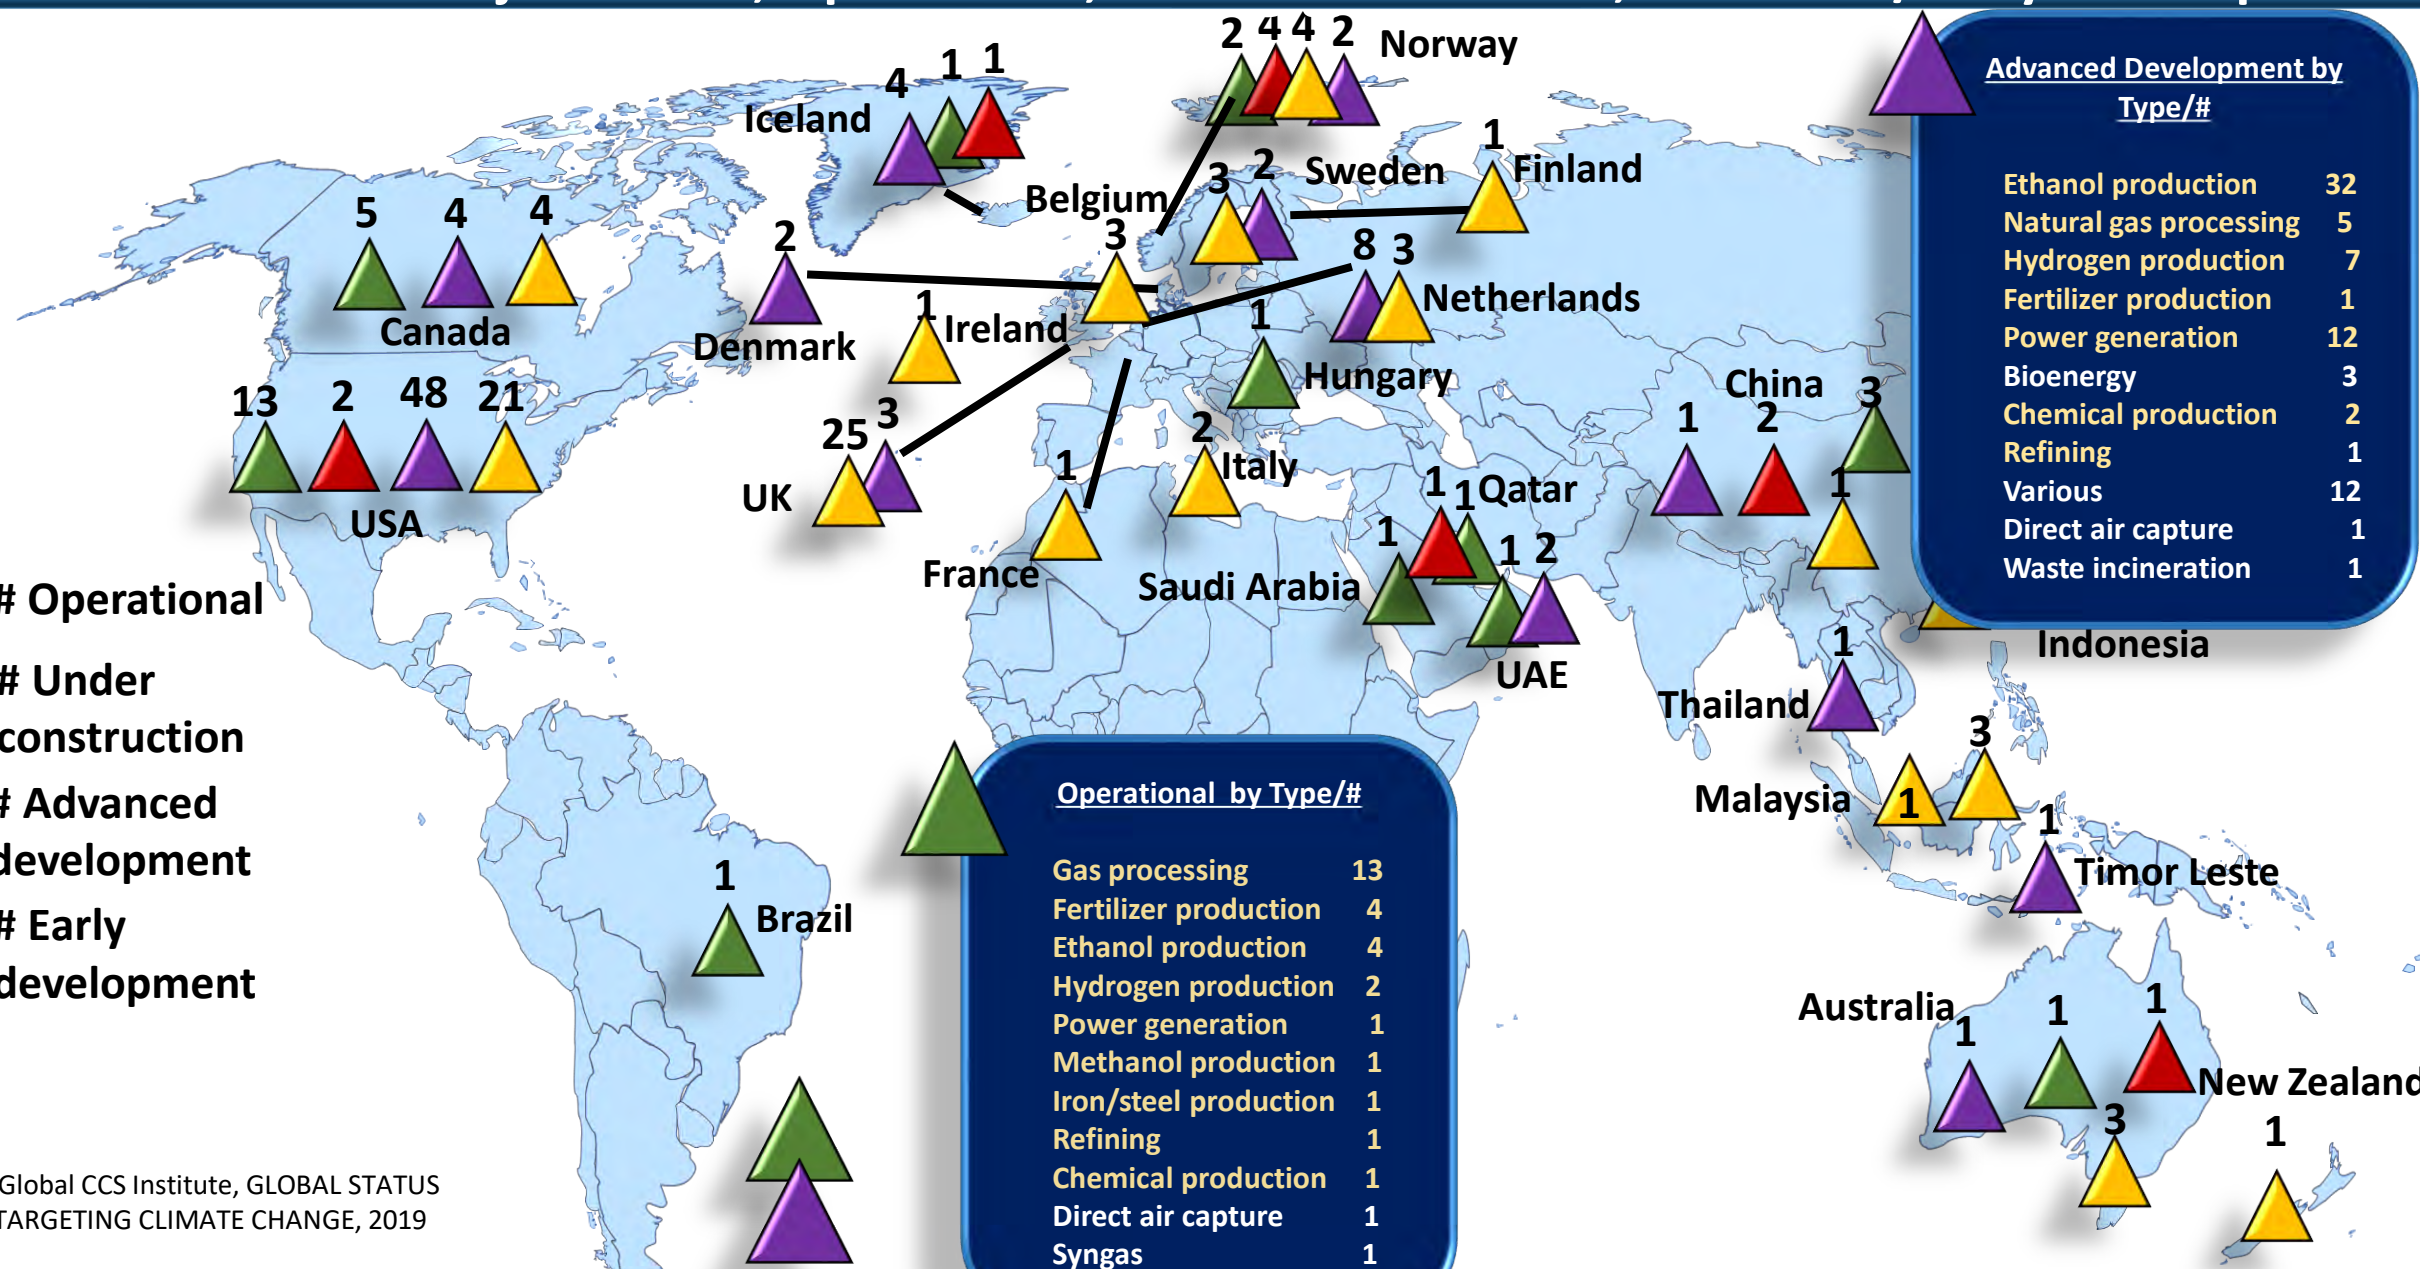 2 4 4 2 Norway
4 1 1
Iceland
1
Finland
3 2 Sweden
Belgium
3
5 4 4
Canada
2
Denmark
1
Ireland
8 3
Netherlands
1
Hungary
13 2 48 21
USA
25 3
UK
1
France
2
Italy
China
1 2 3
1
1 1 Qatar
1
Saudi Arabia
1 2
UAE
Indonesia
1
Thailand
3
Malaysia
1
1
Timor Leste
1
Brazil
Australia
1 1 1
3
New Zealand
1
Advanced Development by
Type/#
Ethanol production 32
Natural gas processing 5
Hydrogen production 7
Fertilizer production 1
Power generation 12
Bioenergy 3
Chemical production 2
Refining 1
Various 12
Direct air capture 1
Waste incineration 1
# Operational
# Under
construction
# Advanced
development
# Early
development
Operational by Type/#
Gas processing 13
Fertilizer production 4
Ethanol production 4
Hydrogen production 2
Power generation 1
Methanol production 1
Iron/steel production 1
Refining 1
Chemical production 1
Direct air capture 1
Syngas 1
Global CCS Institute, GLOBAL STATUS
TARGETING CLIMATE CHANGE, 2019